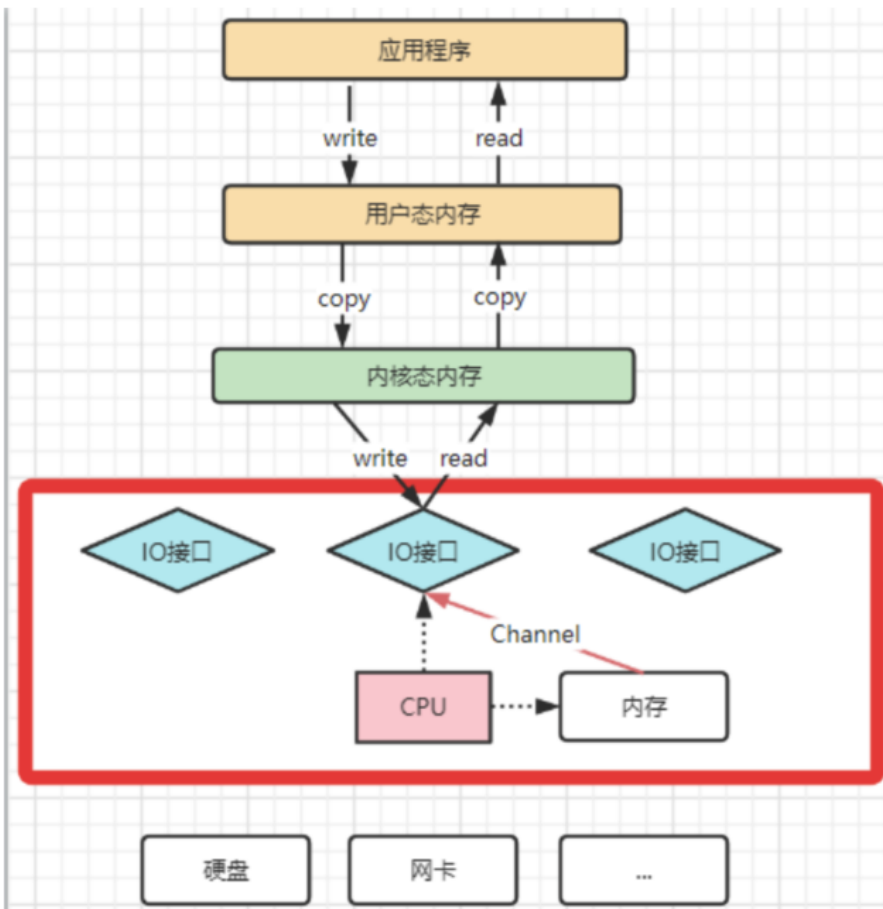 应用程序
write
read
用户态内存
copy
copy
内核态内存
write
read
IO接口
IO接口
IO接口
Channel
CPU
内存
硬盘
网卡
...